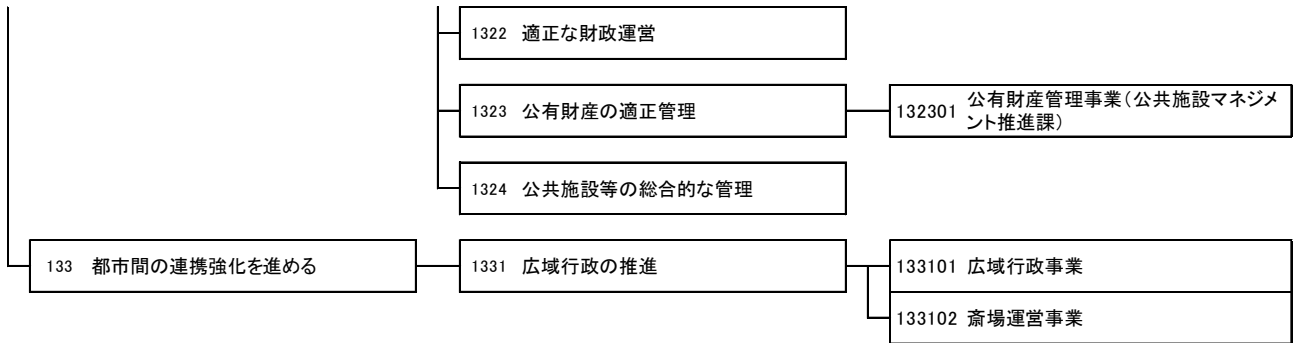 1322 適正な財政運営
1323 公有財産の適正管理
132301 公有財産管理事業(公共施設マネジメ
ント推進課)
1324 公共施設等の総合的な管理
133 都市間の連携強化を進める
1331 広域行政の推進
133101 広域行政事業
133102 斎場運営事業